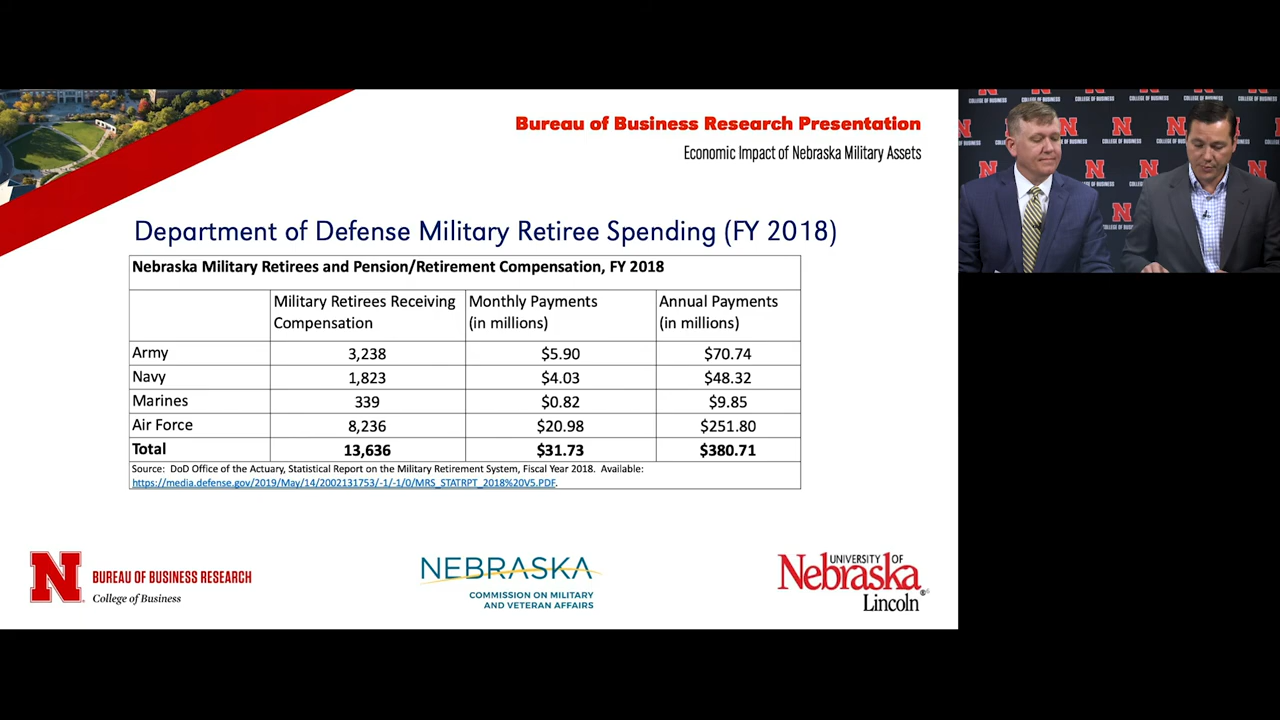 Bureau of Business Research Presentation
Economic Impact of Nebraska Military Assets
Department of Defense Military Retiree Spending (FY 2018)
Nebraska Military Retirees and Pension/Retirement Compensation, FY 2018
Military Retirees Receiving Compensation Monthly Payments (in millions) Annual Payments (in millions)
Army 3,238 $5.90 $70.74
Navy 1,823 $4.03 $48.32
Marines 339 $0.82 $9.85
Air Force 8,236 $20.98 $251.80
Total 13,636 $31.73 $380.71
Source: DoD Office of the Actuary, Statistical Report on the Military Retirement System, Fiscal Year 2018. Available:
https://media.defense.gov/2019/May/14/2002131753/-1/-1/0/MRS_STATRPT_2018%20V5.PDF.
N BUREAU OF BUSINESS RESEARCH
College of Business
NEBRASKA
COMMISSION ON MILITARY
AND VETERAN AFFAIRS
UNIVERSITY OF
Nebraska
Lincoln
N
COLLEGE OF BUSINESS